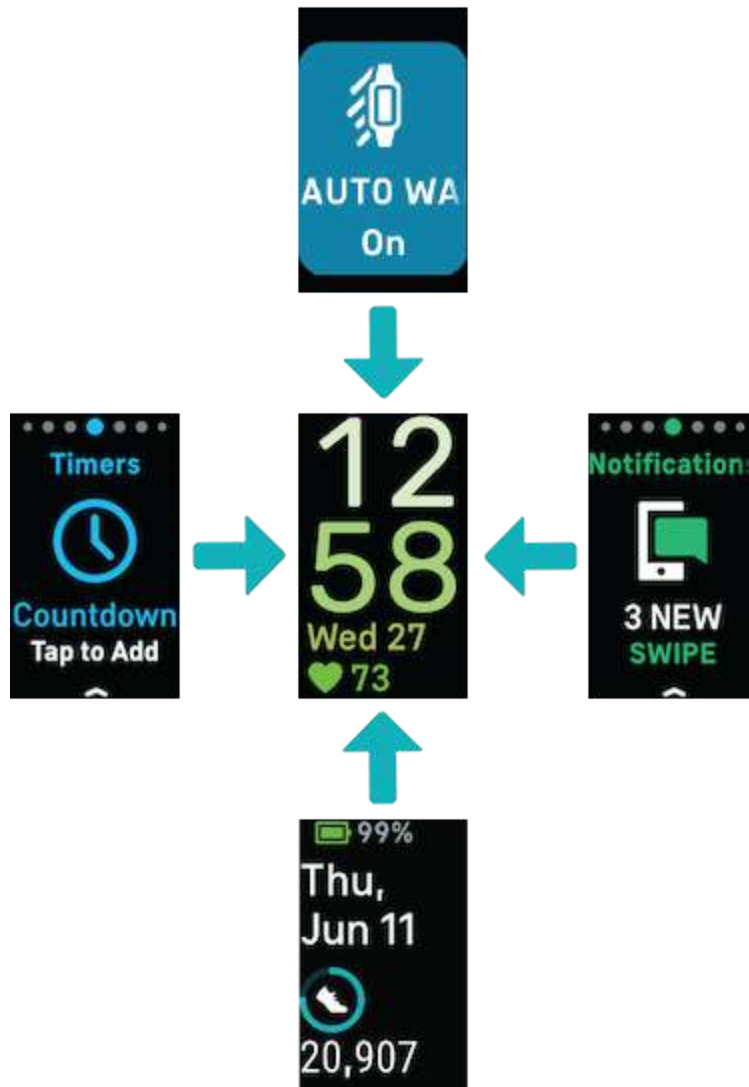 AUTO WA
On
Timers
Countdown
Tap to Add
12
58
Wed 27
73
Notifications
3 NEW
SWIPE
99%
Thu,
Jun 11
20,907